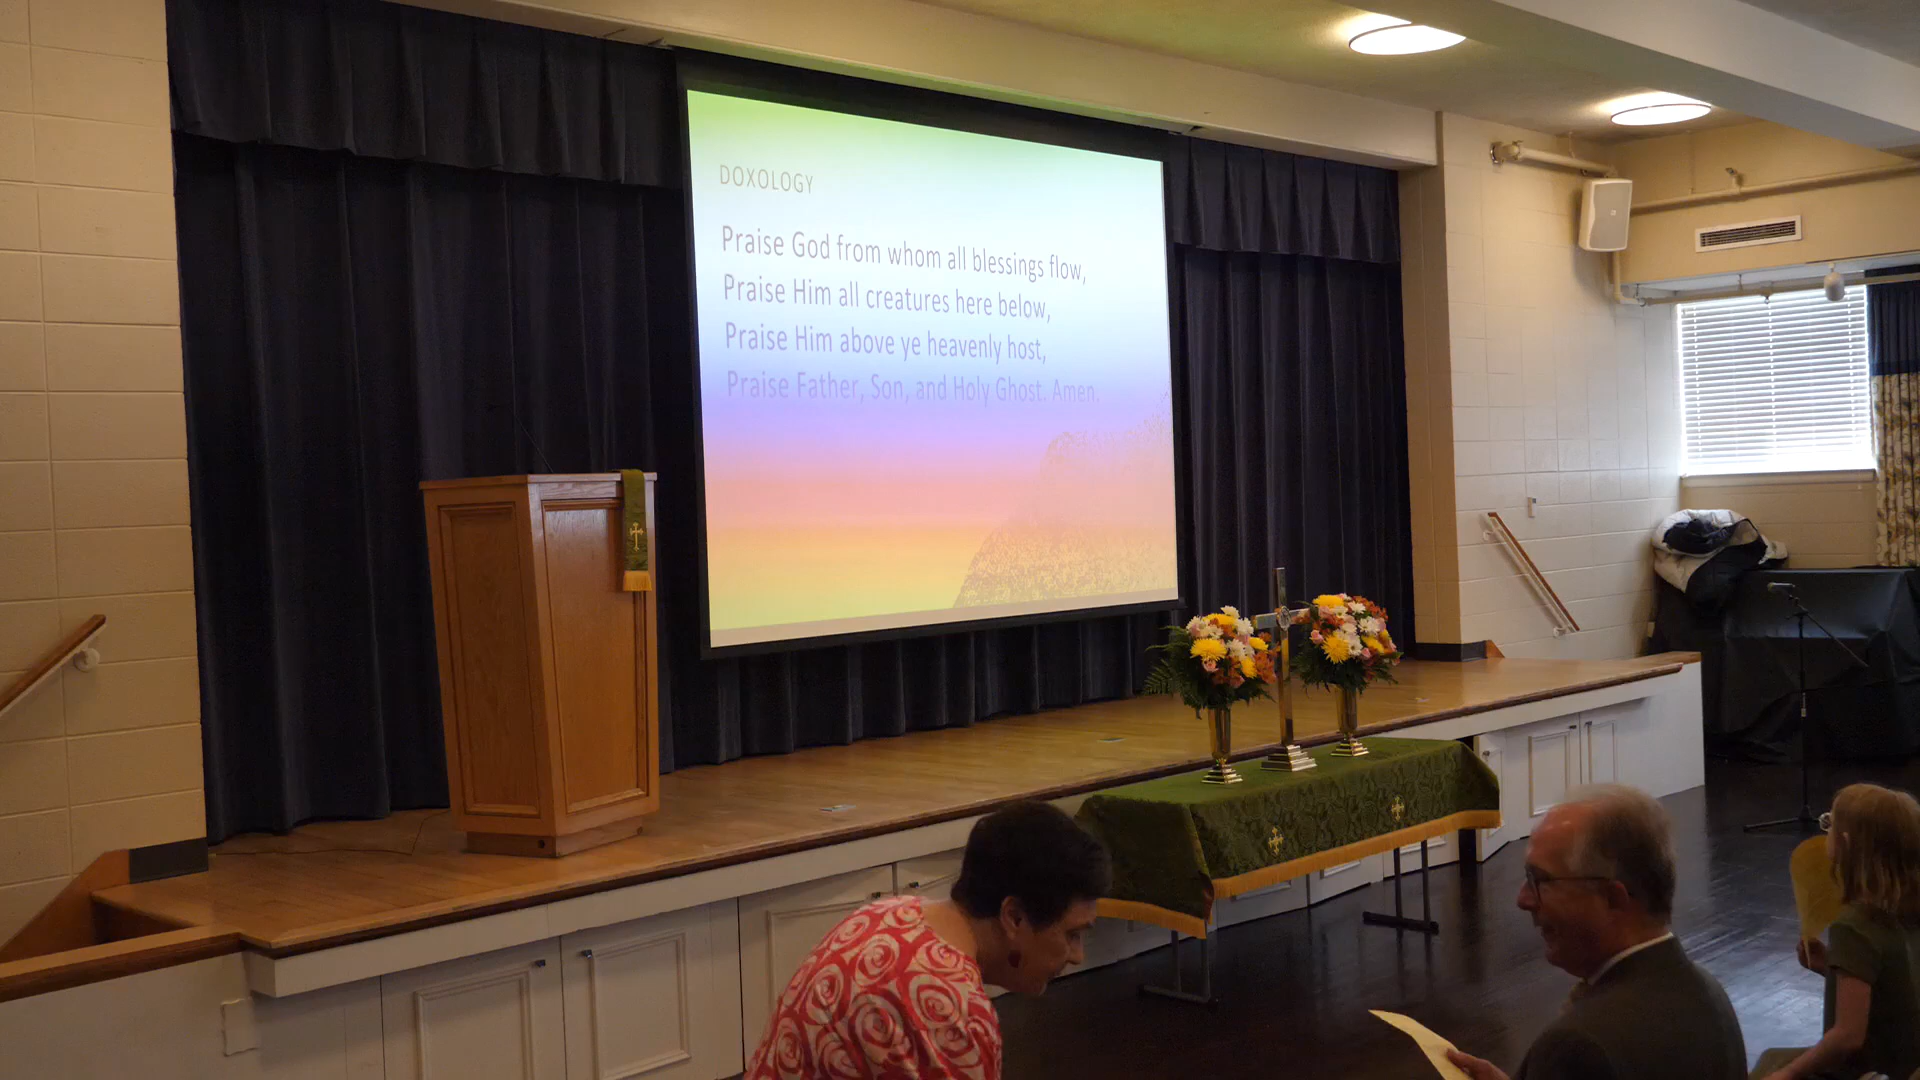 DOXOLOGY
Praise God from whom all blessings flow,
Praise Him all creatures here below,
Praise Him above ye heavenly host,
Praise Father, Son, and Holy Ghost. Amen.